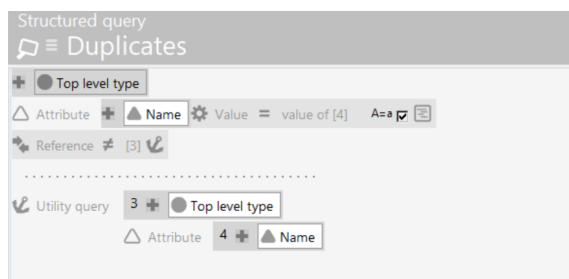 Structured query
Duplicates
Top level type
Attribute Name Value = value of [4] A=a
Reference ≠ [3]
Utility query 3 Top level type
Attribute 4 Name